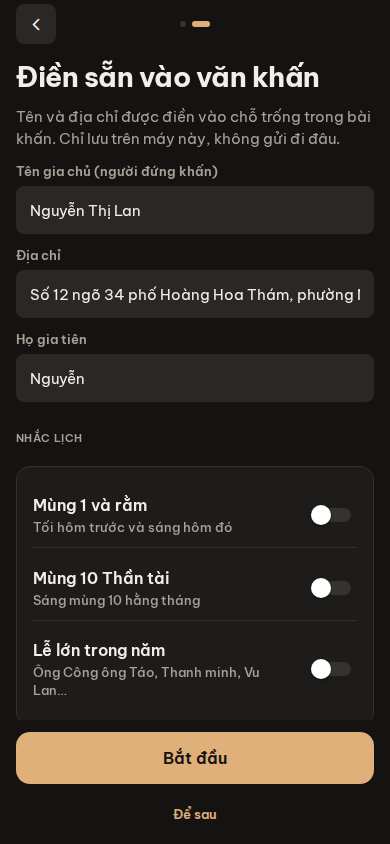 Điền sẵn vào văn khấn
Tên và địa chỉ được điền vào chỗ trống trong bài
khấn. Chỉ lưu trên máy này, không gửi đi đâu.
Tên gia chủ (người đứng khấn)
Nguyễn Thị Lan
Địa chỉ
Số 12 ngõ 34 phố Hoàng Hoa Thám, phường
Họ gia tiên
Nguyễn
NHẮC LỊCH
Mùng 1 và rằm
Tối hôm trước và sáng hôm đó
Mùng 10 Thần tài
Sáng mùng 10 hằng tháng
Lễ lớn trong năm
Ông Công ông Táo, Thanh minh, Vu
Lan...
Bắt đầu
Để sau